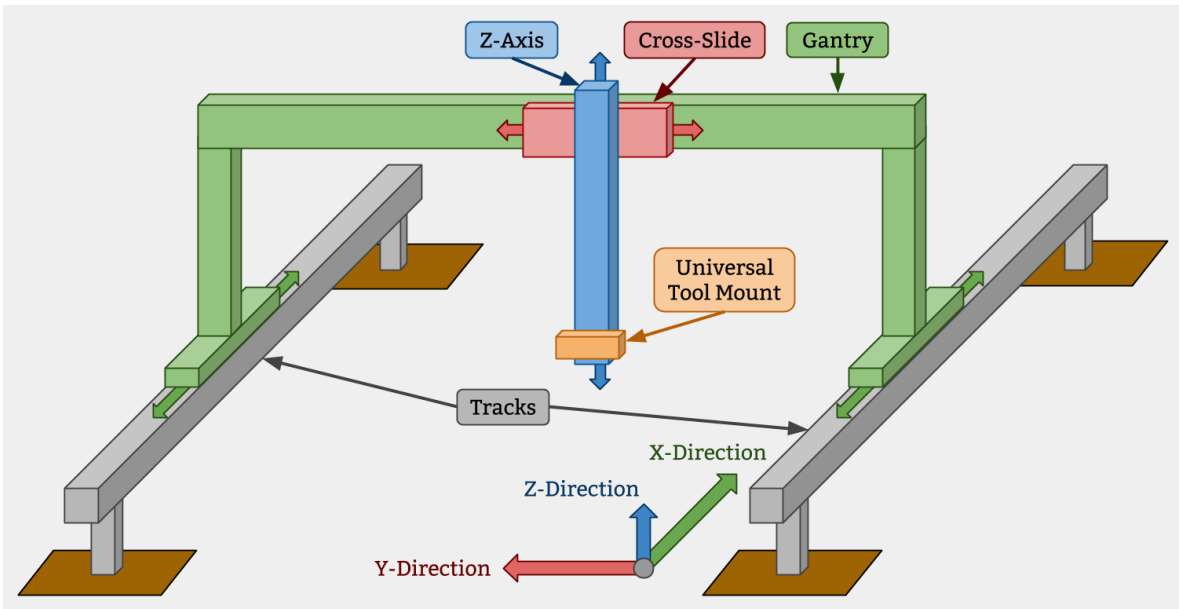 Z-Axis
Cross-Slide
Gantry
Universal
Tool Mount
Tracks
X-Direction
Z-Direction
Y-Direction